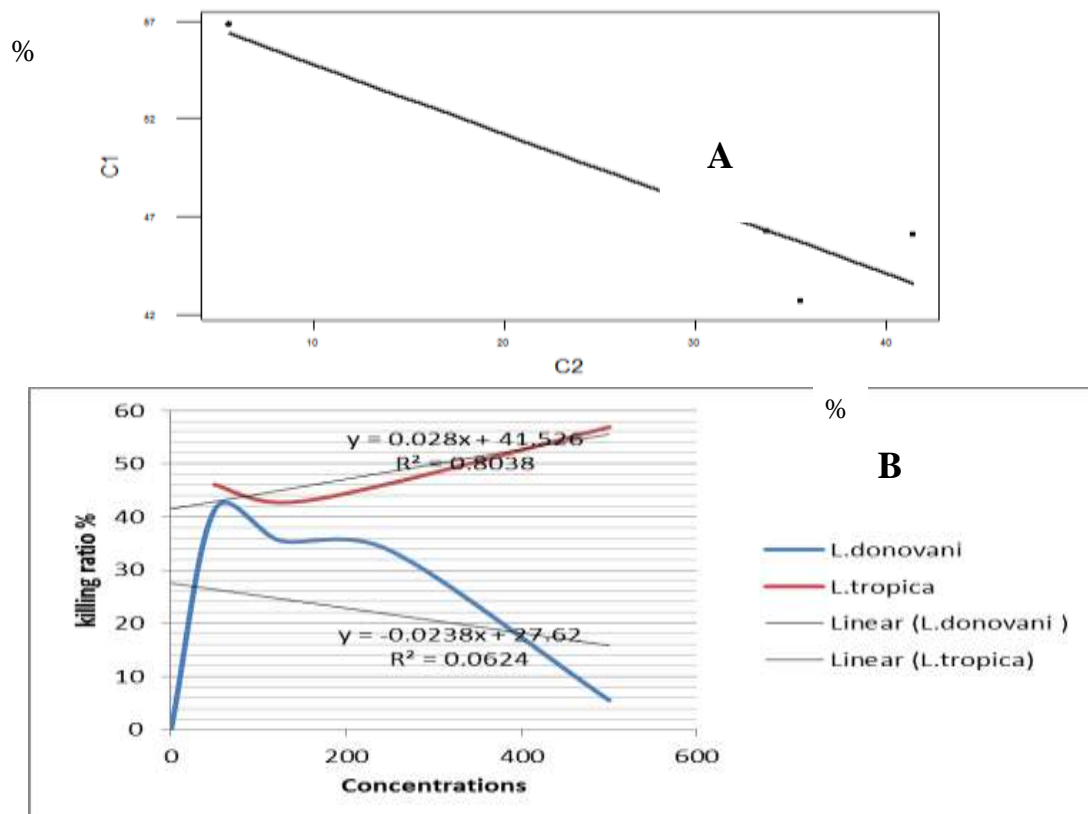 %
67
62
47
42
C1
A
10
20
30
40
C2
%
B
60
50
40
30
20
10
0
killing ratio %
y = 0.028x + 41.526
R² = 0.8038
y = -0.0238x + 27.62
R² = 0.0624
0
200
400
600
Concentrations
L.donovani
L.tropica
Linear (L.donovani )
Linear (L.tropica)